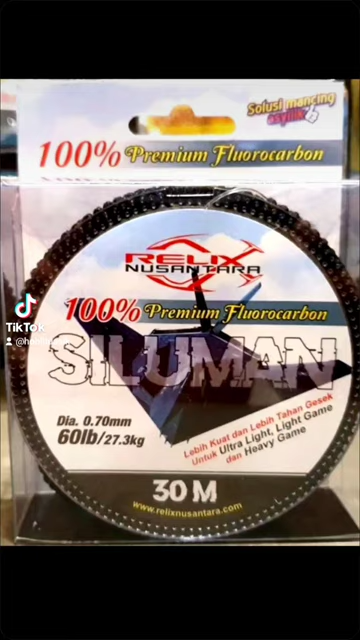 Solusi mancing
asyiiik
100% Premium Fluorocarbon
RELIX
NUSANTARA
100% Premium Fluorocarbon
SILUMAN
Dia. 0.70mm
60lb/27.3kg
Lebih Kuat dan Lebih Tahan Gesek
Untuk Ultra Light, Light Game
dan Heavy Game
30 M
www.relixnusantara.com
TikTok